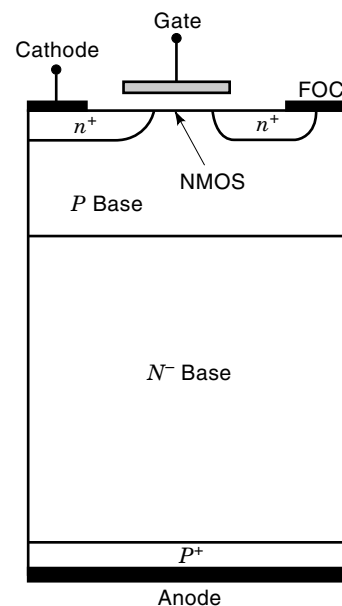 Gate
Cathode
FOC
n⁺ n⁺
NMOS
P Base
N⁻ Base
P⁺
Anode